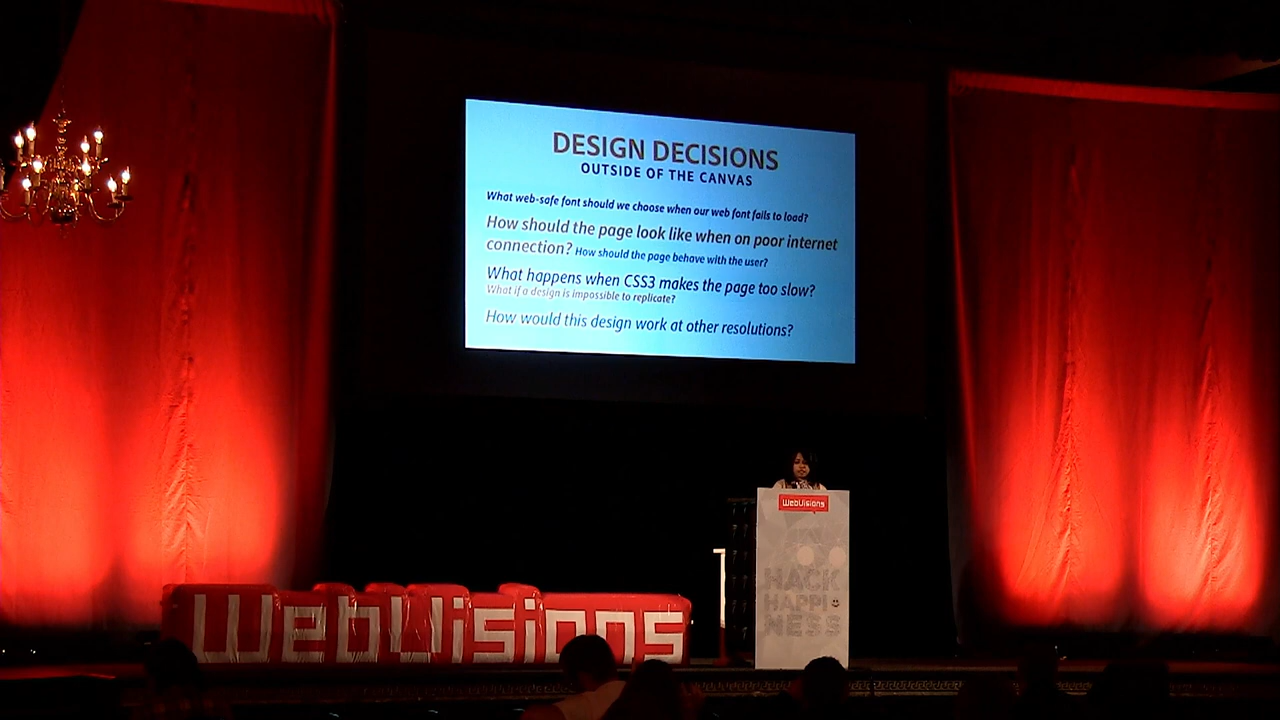 DESIGN DECISIONS
OUTSIDE OF THE CANVAS
What web-safe font should we choose when our web font fails to load?
How should the page look like when on poor internet
connection? How should the page behave with the user?
What happens when CSS3 makes the page too slow?
What if a design is impossible to replicate?
How would this design work at other resolutions?
WebVisions
HACK
HAPPI
NESS
WebVisions